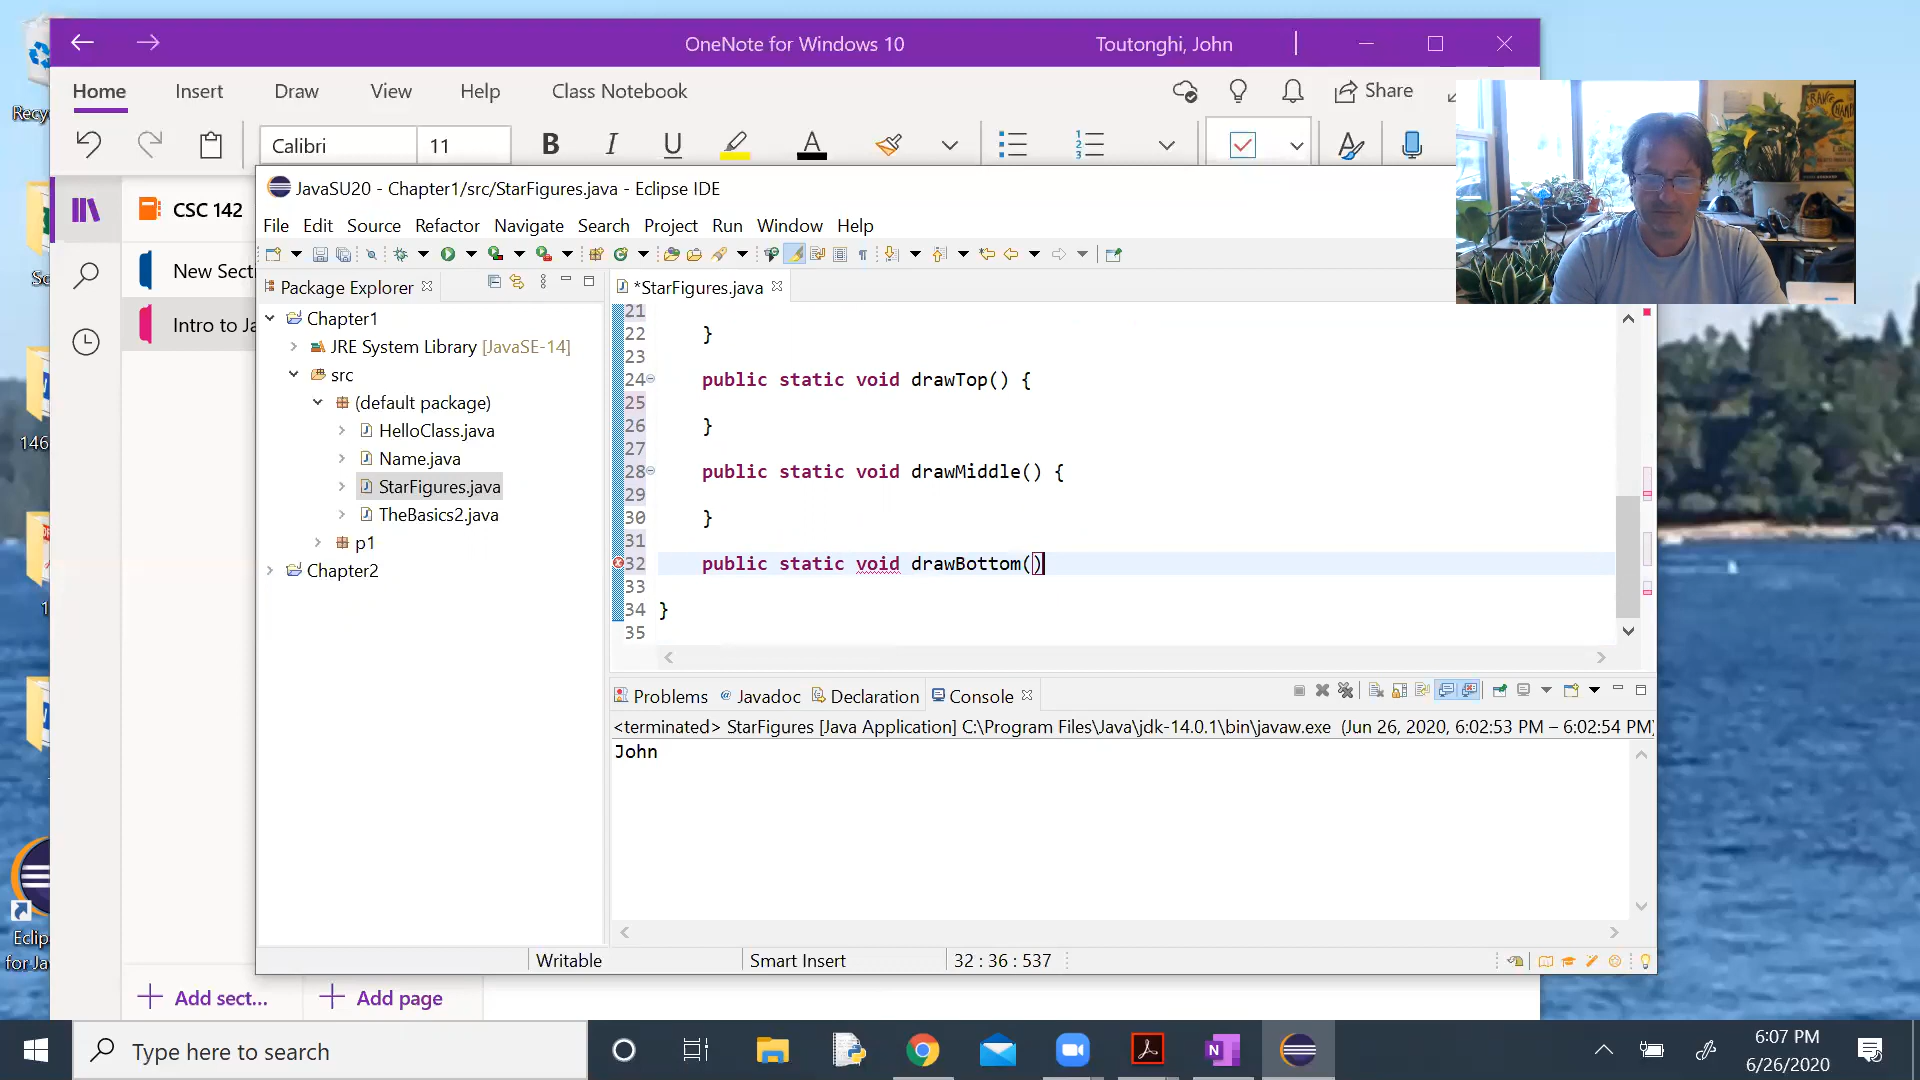 OneNote for Windows 10
Toutonghi, John
Home Insert Draw View Help Class Notebook
Share
Calibri 11 B I U A
Recy
CSC 142
New Sect
Intro to Ja
146
1
Eclip
for Ja
JavaSU20 - Chapter1/src/StarFigures.java - Eclipse IDE
File Edit Source Refactor Navigate Search Project Run Window Help
Package Explorer
Chapter1
JRE System Library [JavaSE-14]
src
(default package)
HelloClass.java
Name.java
StarFigures.java
TheBasics2.java
p1
Chapter2
*StarFigures.java
21
22 }
23
24 public static void drawTop() {
25
26 }
27
28 public static void drawMiddle() {
29
30 }
31
32 public static void drawBottom()
33
34 }
35
Problems Javadoc Declaration Console
<terminated> StarFigures [Java Application] C:\Program Files\Java\jdk-14.0.1\bin\javaw.exe (Jun 26, 2020, 6:02:53 PM – 6:02:54 PM)
John
Writable Smart Insert 32 : 36 : 537
Add sect... Add page
Type here to search
6:07 PM
6/26/2020